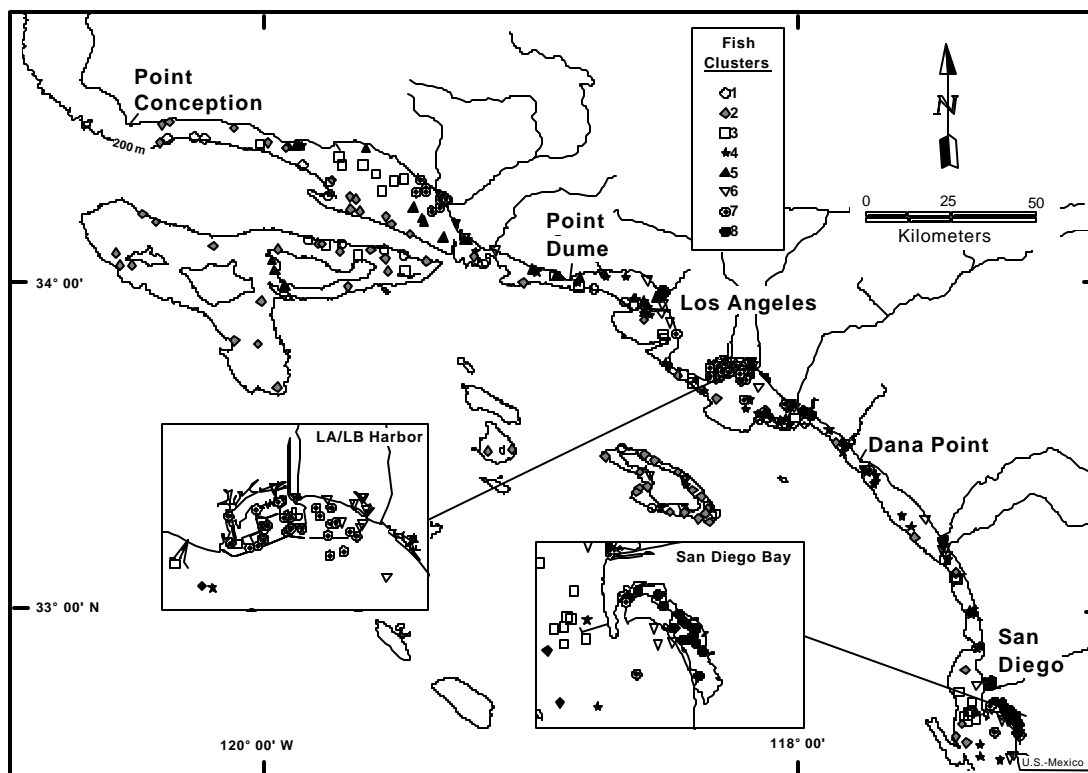 Point
Conception
200 m
Fish
Clusters
1
2
3
4
5
6
7
8
N
0 25 50
Kilometers
Point
Dume
34° 00'
Los Angeles
LA/LB Harbor
Dana Point
San Diego Bay
33° 00' N
San
Diego
120° 00' W
118° 00'
U.S.-Mexico